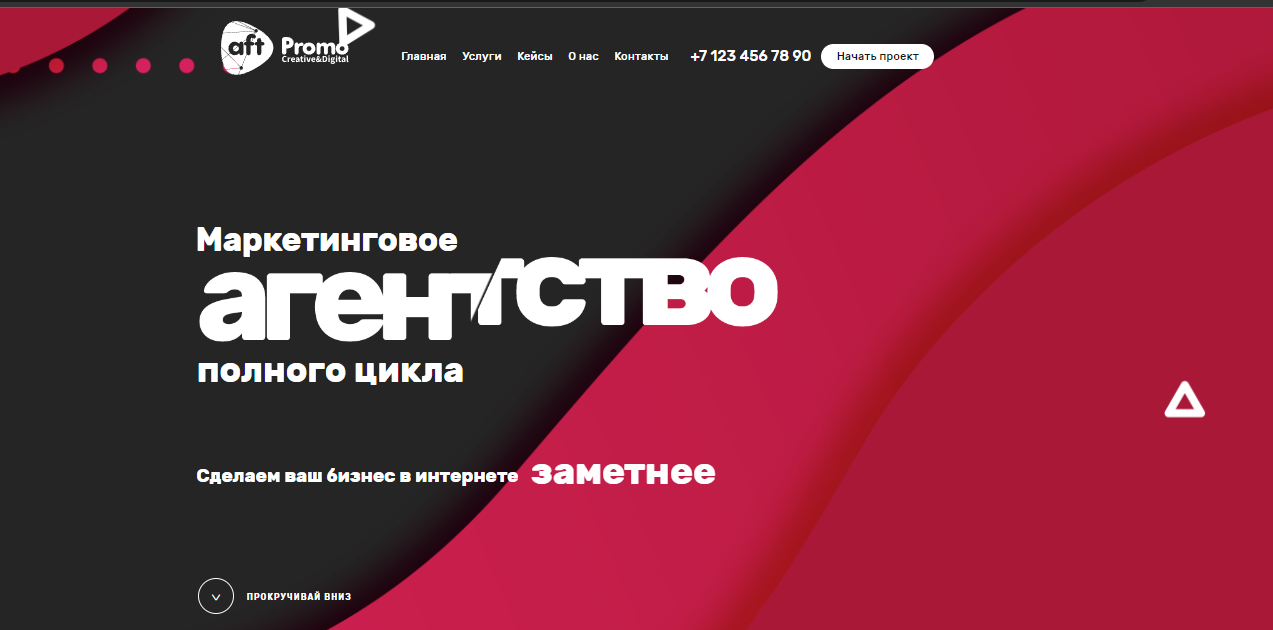 aft Promo
Creative&Digital
Главная Услуги Кейсы О нас Контакты +7 123 456 78 90 Начать проект
Маркетинговое
агентство
полного цикла
Сделаем ваш бизнес в интернете заметнее
ПРОКРУЧИВАЙ ВНИЗ